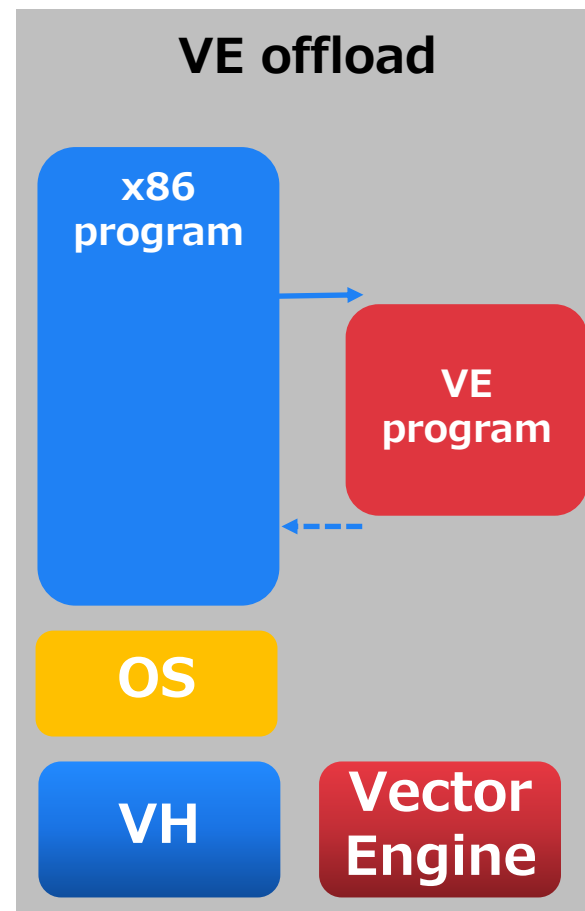 VE offload
x86
program
VE
program
OS
VH
Vector
Engine